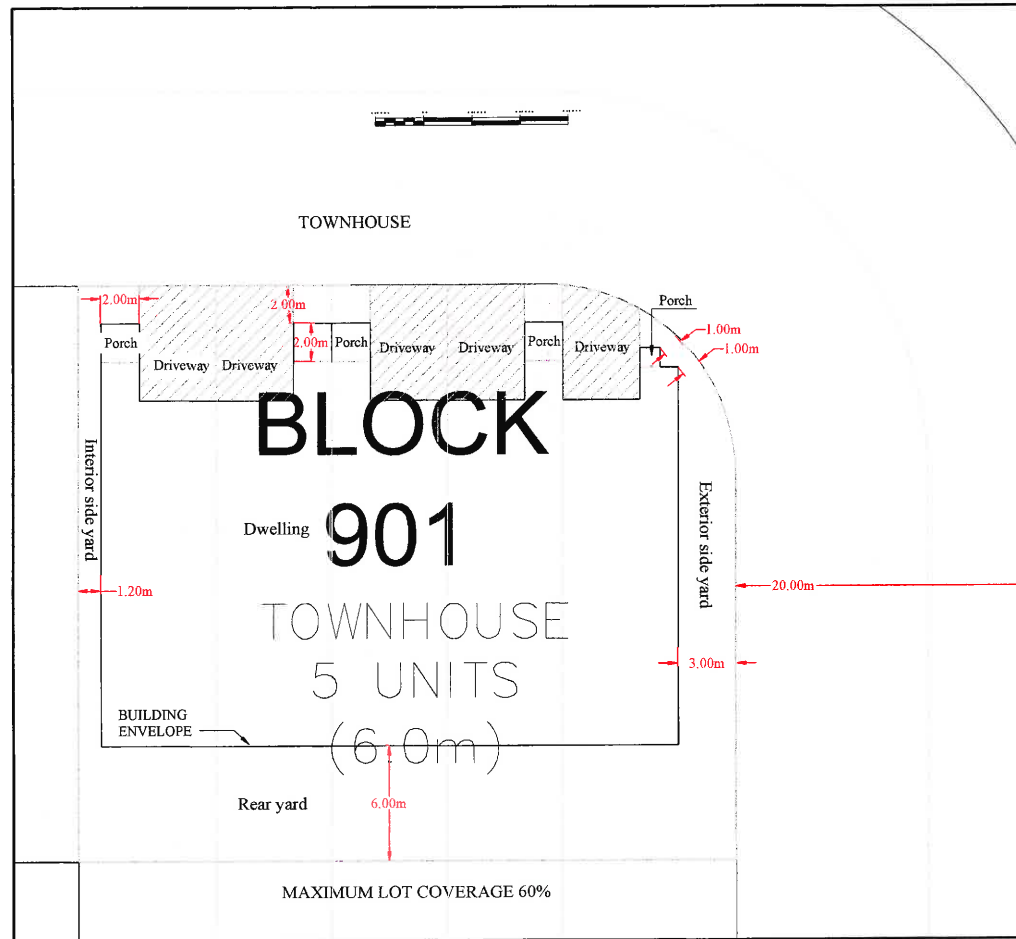 TOWNHOUSE
2.00m
2.00m
Porch
1.00m
1.00m
2.00m
Porch
Porch
Driveway
Driveway
Porch
Driveway
Driveway
Driveway
BLOCK
901
Interior side yard
Dwelling
Exterior side yard
1.20m
20.00m
TOWNHOUSE
5 UNITS
(6.0m)
3.00m
BUILDING
ENVELOPE
Rear yard
6.00m
MAXIMUM LOT COVERAGE 60%